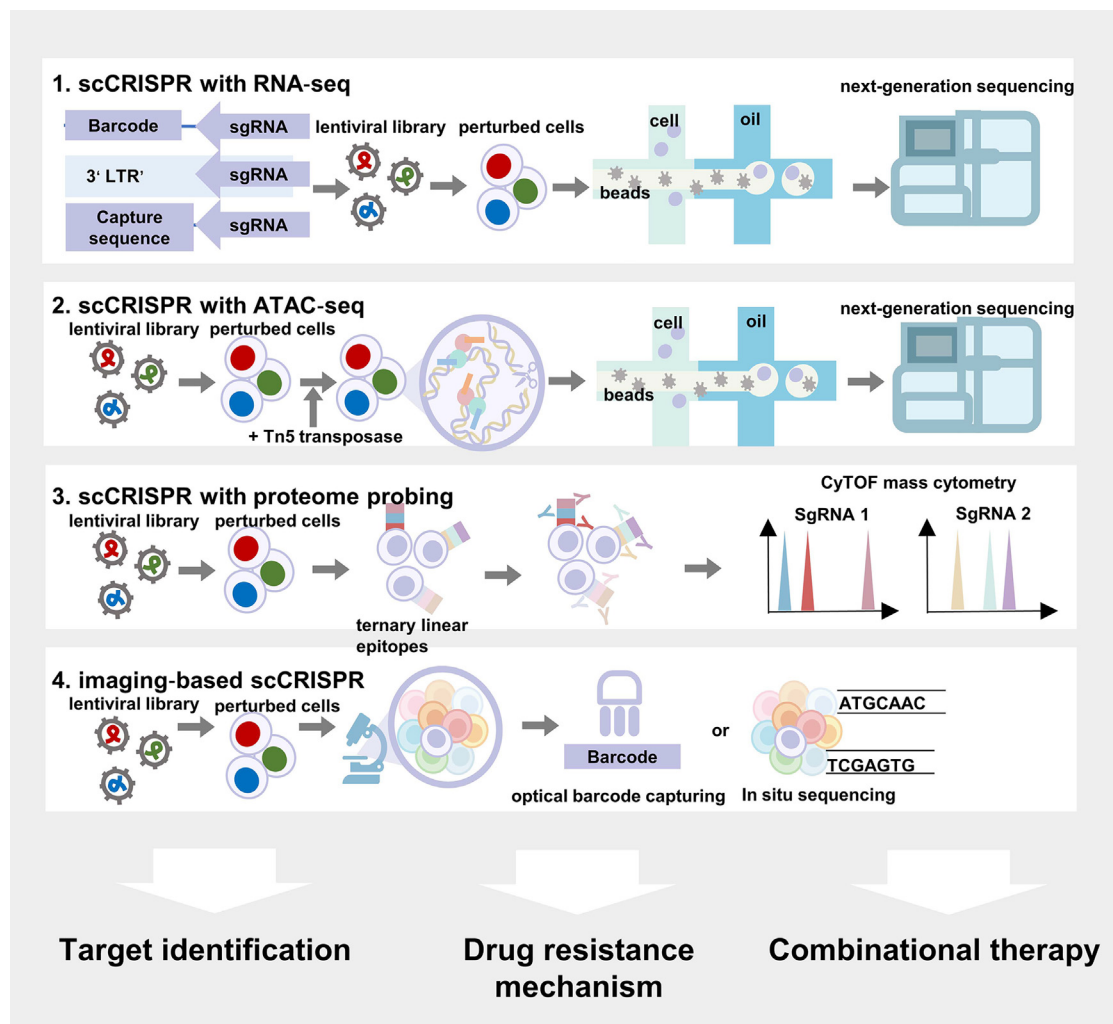 1. scCRISPR with RNA-seq
next-generation sequencing
Barcode
sgRNA
lentiviral library
perturbed cells
cell
oil
3‘ LTR’
sgRNA
beads
Capture
sequence
sgRNA
2. scCRISPR with ATAC-seq
lentiviral library
perturbed cells
next-generation sequencing
cell
oil
beads
+ Tn5 transposase
3. scCRISPR with proteome probing
lentiviral library
perturbed cells
CyTOF mass cytometry
SgRNA 1
SgRNA 2
ternary linear
epitopes
4. imaging-based scCRISPR
lentiviral library
perturbed cells
ATGCAAC
or
Barcode
TCGAGTG
optical barcode capturing
In situ sequencing
Target identification
Drug resistance
mechanism
Combinational therapy